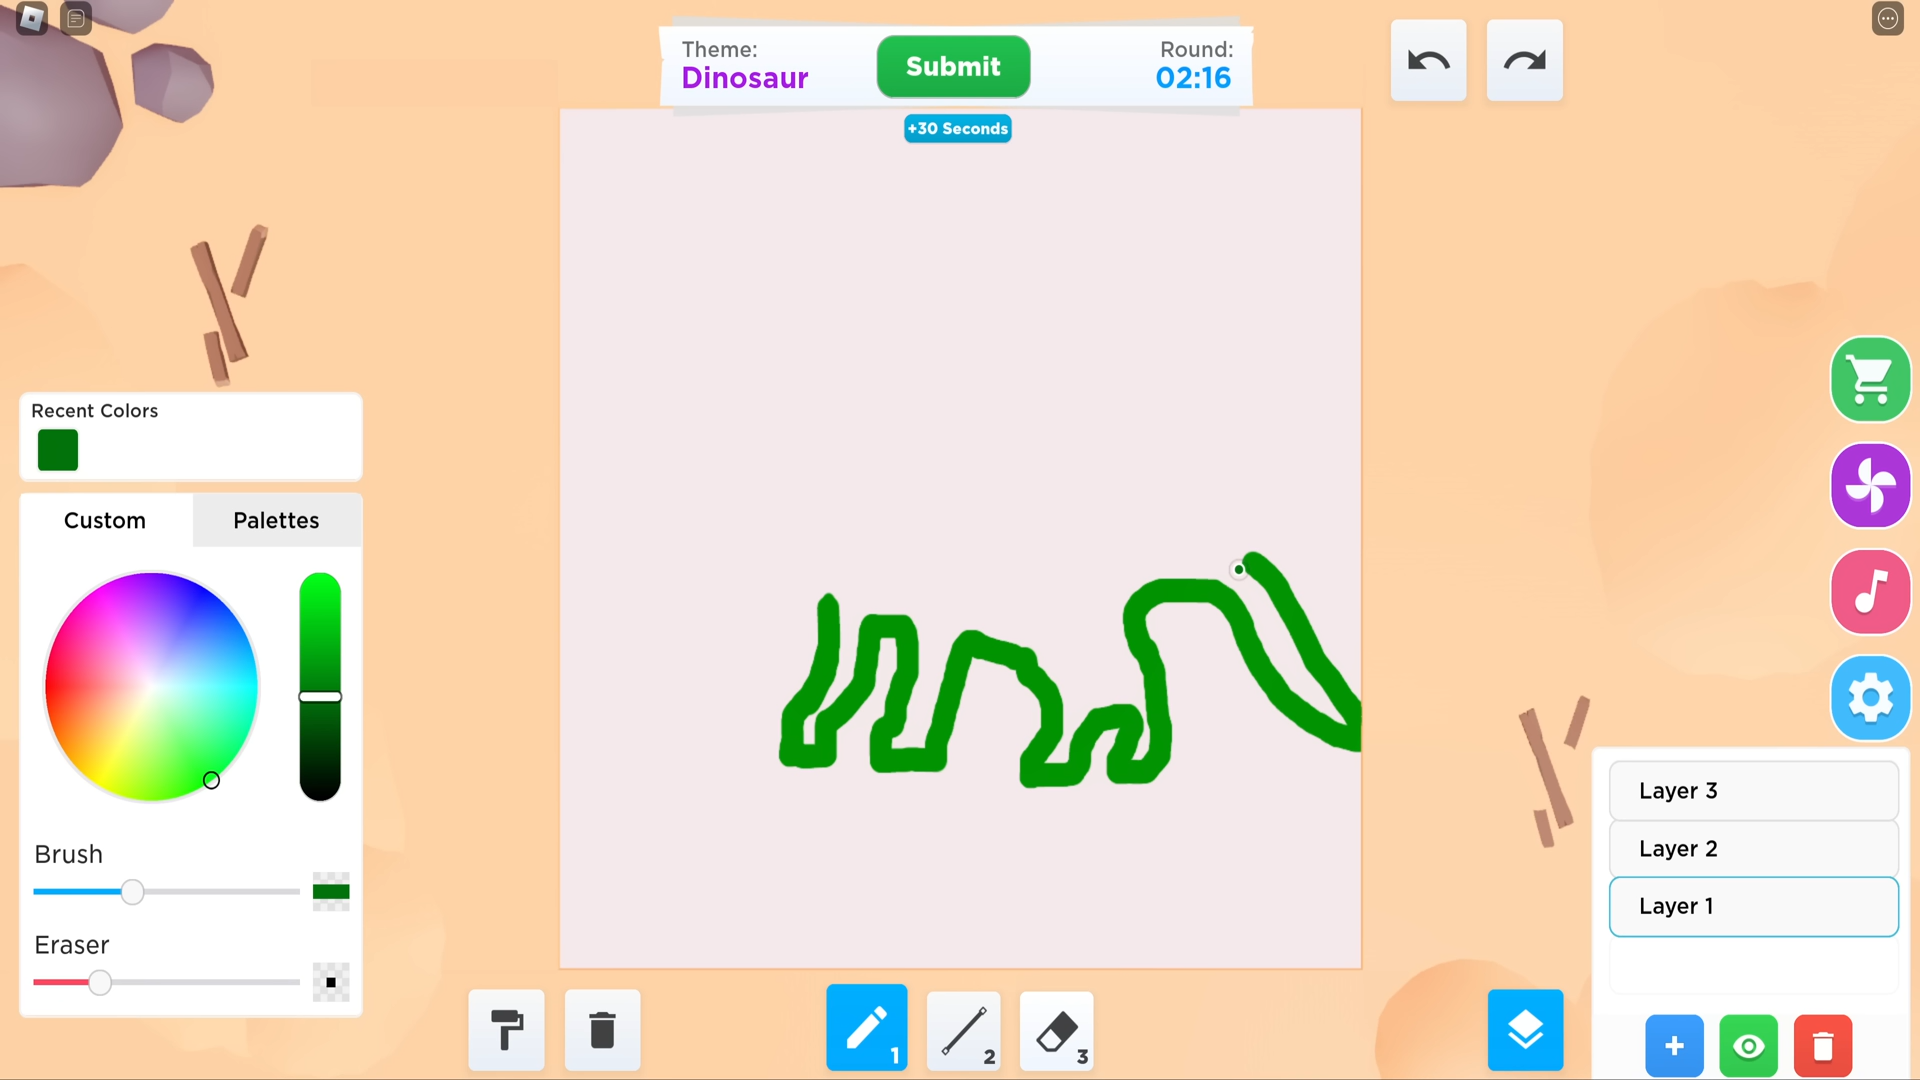 Theme:
Dinosaur
Submit
Round:
02:16
+30 Seconds
Recent Colors
Custom
Palettes
Brush
Eraser
1
2
3
Layer 3
Layer 2
Layer 1